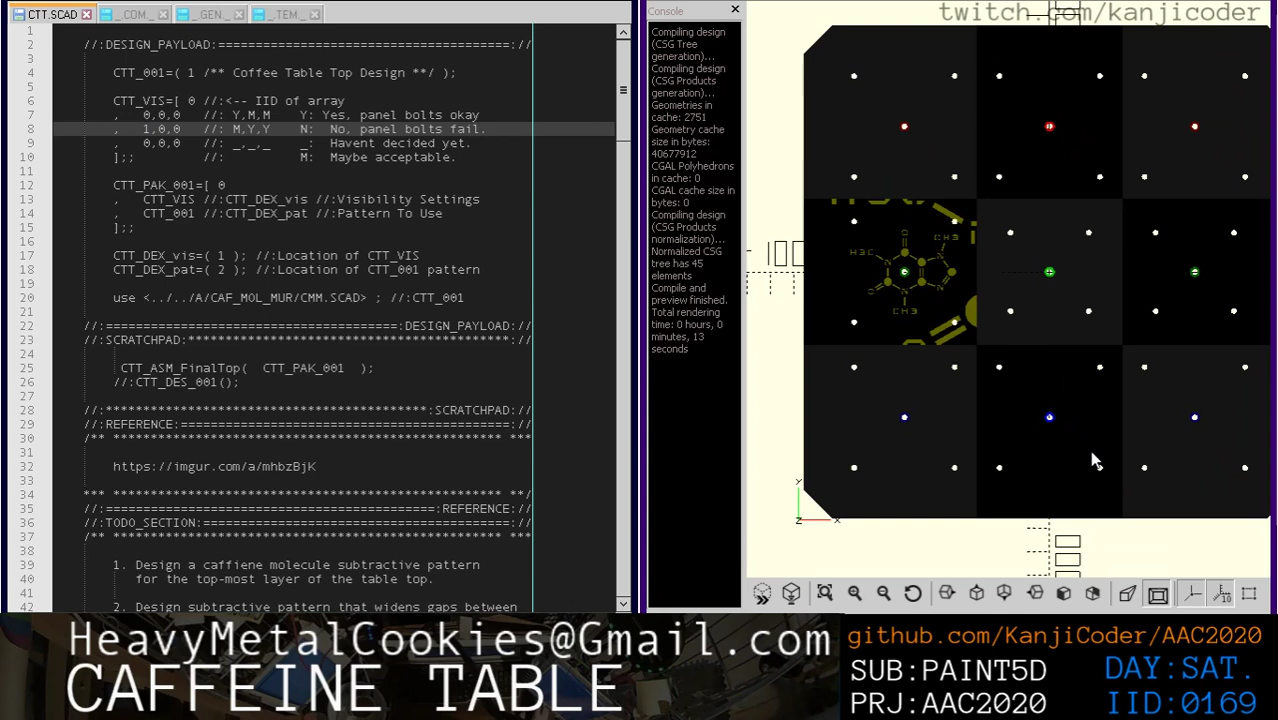 CTT.SCAD
_COM_
_GEN_
_TEM_
1
2 //:DESIGN_PAYLOAD:======================================://
3
4 CTT_001=( 1 /** Coffee Table Top Design **/ );
5
6 CTT_VIS=[ 0 //:<-- IID of array
7 , 0,0,0 //: Y,M,M Y: Yes, panel bolts okay
8 , 1,0,0 //: M,Y,Y N: No, panel bolts fail.
9 , 0,0,0 //: _,_,_ _: Havent decided yet.
10 ];; //: M: Maybe acceptable.
11
12 CTT_PAK_001=[ 0
13 , CTT_VIS //:CTT_DEX_vis //:Visibility Settings
14 , CTT_001 //:CTT_DEX_pat //:Pattern To Use
15 ];;
16
17 CTT_DEX_vis=( 1 ); //:Location of CTT_VIS
18 CTT_DEX_pat=( 2 ); //:Location of CTT_001 pattern
19
20 use <../../A/CAF_MOL_MUR/CMM.SCAD> ; //:CTT_001
21
22 //:======================================:DESIGN_PAYLOAD://
23 //:SCRATCHPAD:******************************************://
24
25 CTT_ASM_FinalTop( CTT_PAK_001 );
26 //:CTT_DES_001();
27
28 //:******************************************:SCRATCHPAD://
29 //:REFERENCE:===========================================://
30 /** ************************************************** ***
31
32 https://imgur.com/a/mhbzBjK
33
34 *** ************************************************** **/
35 //:===========================================:REFERENCE://
36 //:TODO_SECTION:========================================://
37 /** ************************************************** ***
38
39 1. Design a caffiene molecule subtractive pattern
40 for the top-most layer of the table top.
41
42 2. Design subtractive pattern that widens gaps between
Console
Compiling design
(CSG Tree
generation)...
Compiling design
(CSG Products
generation)...
Geometries in
cache: 2751
Geometry cache
size in bytes:
40677912
CGAL Polyhedrons
in cache: 0
CGAL cache size in
bytes: 0
Compiling design
(CSG Products
normalization)...
Normalized CSG
tree has 45
elements
Compile and
preview finished.
Total rendering
time: 0 hours, 0
minutes, 13
seconds
twitch.com/kanjicoder
O
CH3
H3C
N
N
O
N
N
CH3
Y
Z
X
10
HeavyMetalCookies@Gmail.com
CAFFEINE TABLE
github.com/KanjiCoder/AAC2020
SUB:PAINT5D
DAY:SAT.
PRJ:AAC2020
IID:0169